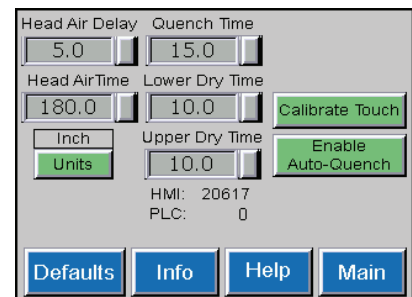 Head Air Delay Quench Time
5.0 15.0
Head AirTime Lower Dry Time
180.0 10.0 Calibrate Touch
Inch Upper Dry Time Enable
Units 10.0 Auto-Quench
HMI: 20617
PLC: 0
Defaults Info Help Main